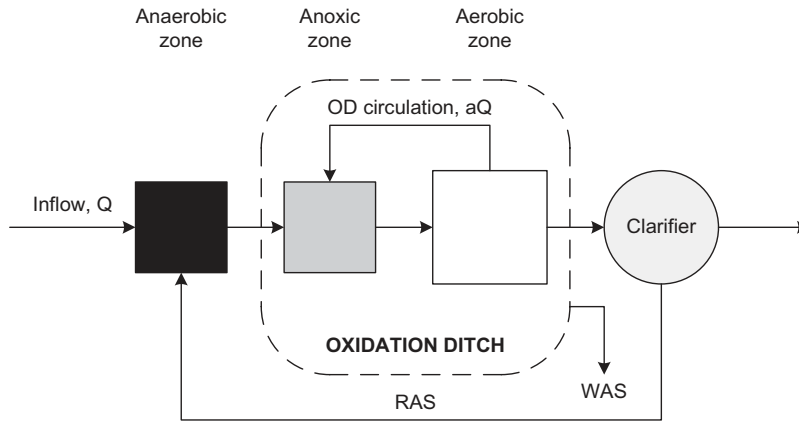 Anaerobic
zone
Anoxic
zone
Aerobic
zone
OD circulation, aQ
Inflow, Q
Clarifier
OXIDATION DITCH
WAS
RAS